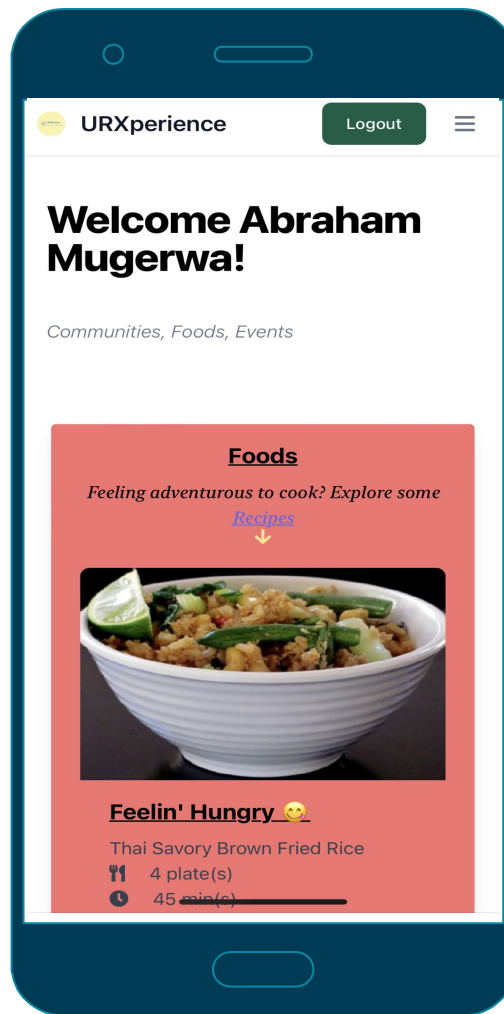 URXperience
Logout
Welcome Abraham
Mugerwa!
Communities, Foods, Events
Foods
Feeling adventurous to cook? Explore some
Recipes
Feelin' Hungry 😋
Thai Savory Brown Fried Rice
4 plate(s)
45 min(s)